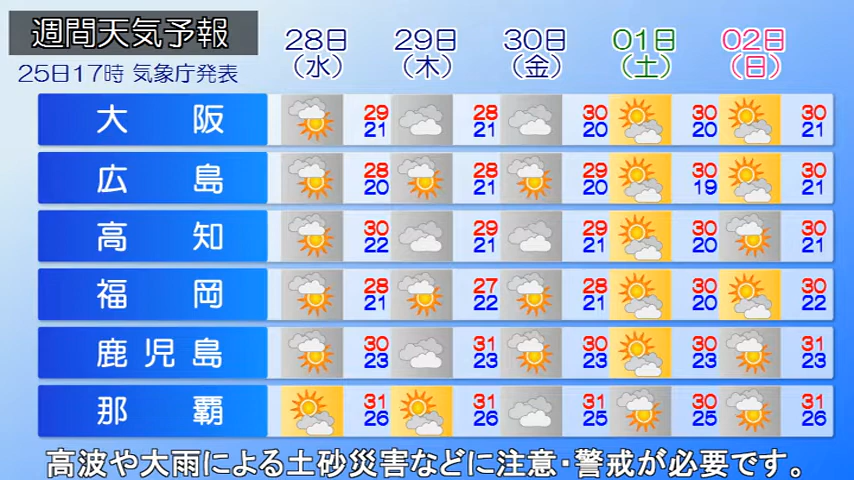 週間天気予報
25日17時 気象庁発表
28日 29日 30日 01日 02日
(水) (木) (金) (土) (日)
大阪 29 28 30 30 30
21 21 20 20 21
広島 28 28 29 30 30
20 21 20 19 21
高知 30 29 29 30 30
22 21 21 20 21
福岡 28 27 28 30 30
21 22 21 20 22
鹿児島 30 31 30 30 31
23 23 23 23 23
那覇 31 31 31 30 31
26 26 25 25 26
高波や大雨による土砂災害などに注意・警戒が必要です。